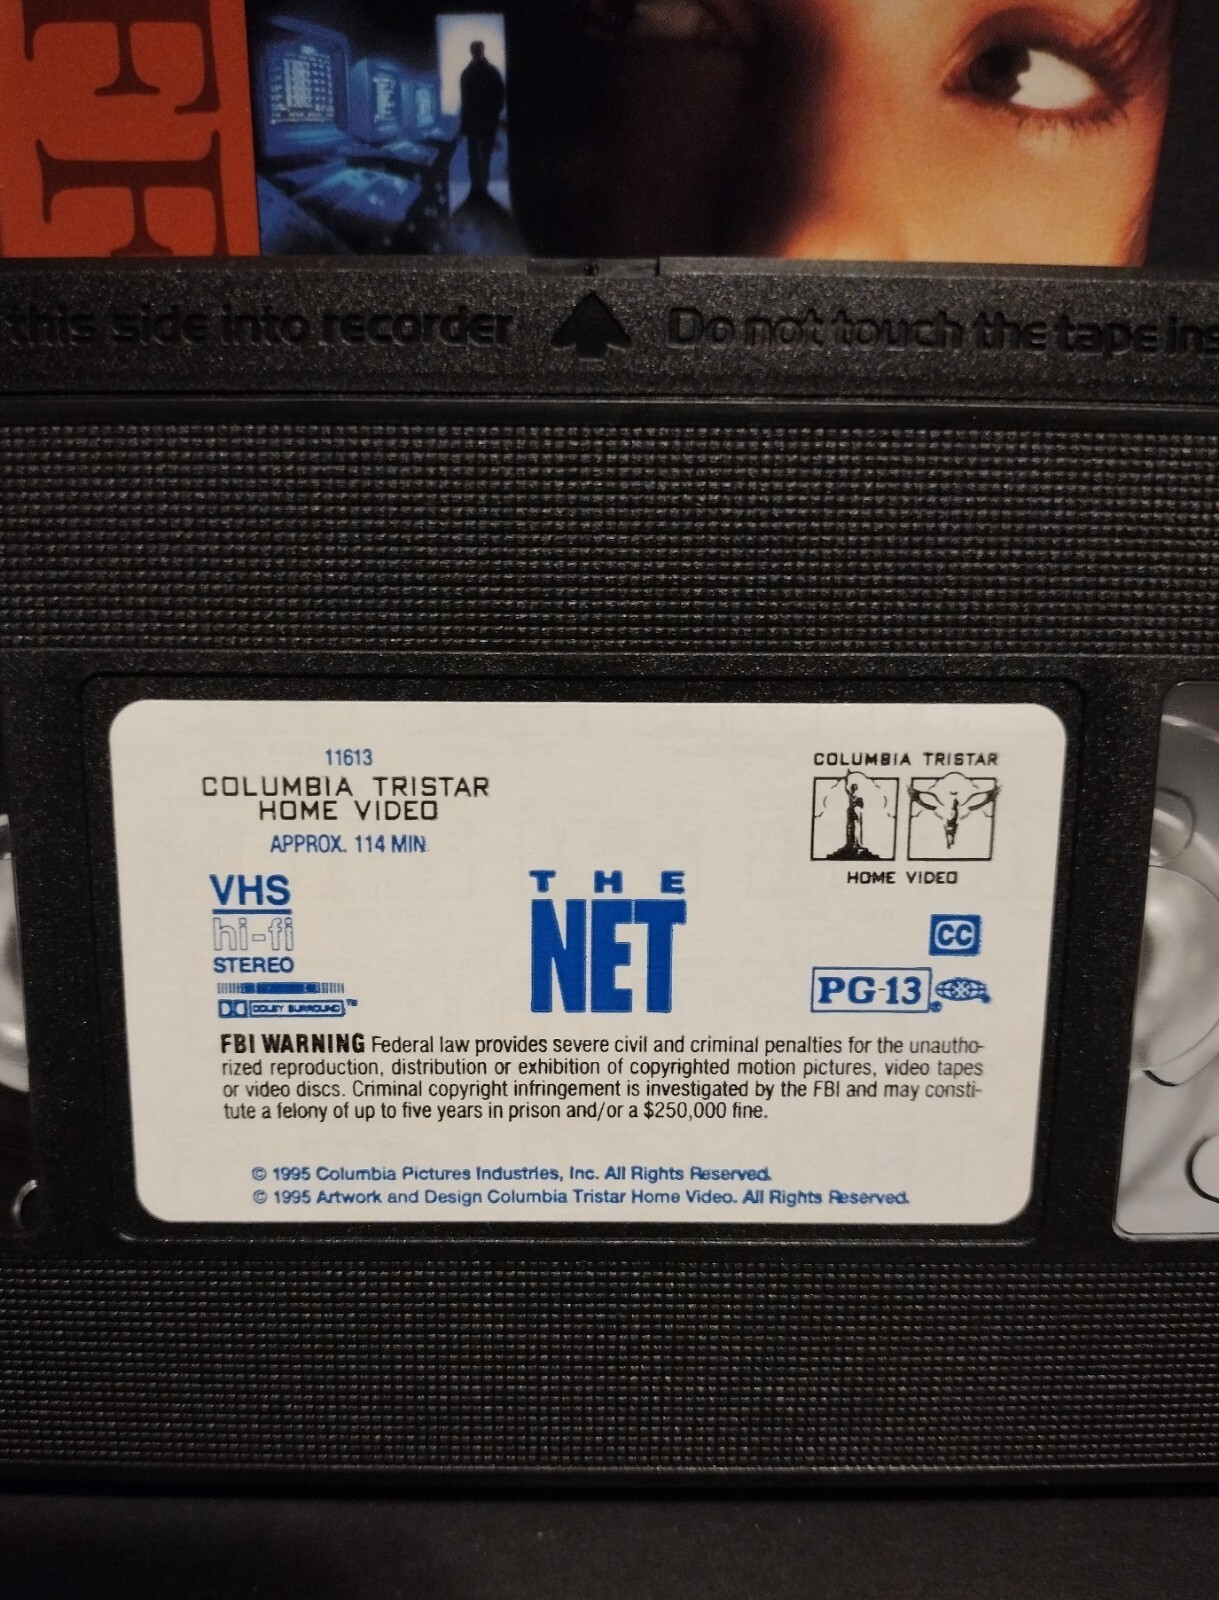 FF
this side into recorder
Do not touch the tape
11613
COLUMBIA TRISTAR
HOME VIDEO
APPROX. 114 MIN.
VHS
hi-fi
STEREO
DOLBY SURROUND™
THE
NET
COLUMBIA TRISTAR
HOME VIDEO
CC
PG-13
FBI WARNING Federal law provides severe civil and criminal penalties for the unautho-
rized reproduction, distribution or exhibition of copyrighted motion pictures, video tapes
or video discs. Criminal copyright infringement is investigated by the FBI and may consti-
tute a felony of up to five years in prison and/or a $250,000 fine.
© 1995 Columbia Pictures Industries, Inc. All Rights Reserved.
© 1995 Artwork and Design Columbia Tristar Home Video. All Rights Reserved.